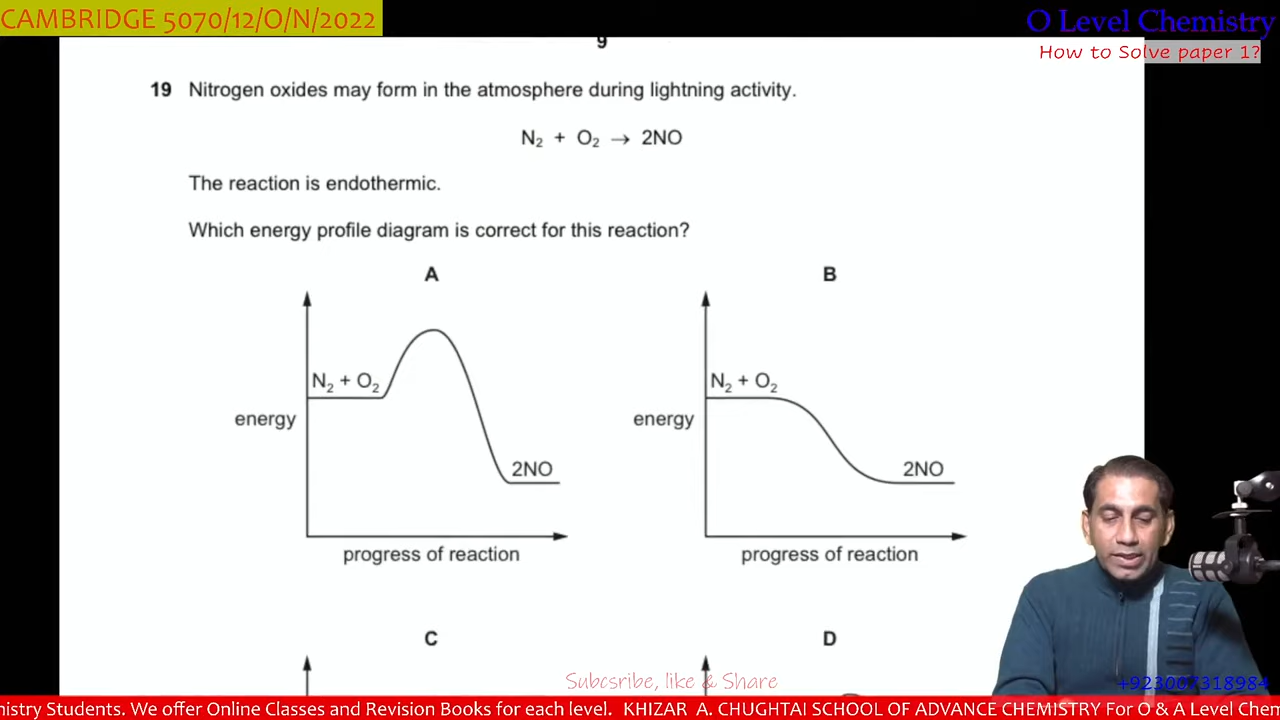 CAMBRIDGE 5070/12/O/N/2022
O Level Chemistry
How to Solve paper 1?
9
19 Nitrogen oxides may form in the atmosphere during lightning activity.
N₂ + O₂ → 2NO
The reaction is endothermic.
Which energy profile diagram is correct for this reaction?
A
B
N₂ + O₂
energy
2NO
progress of reaction
N₂ + O₂
energy
2NO
progress of reaction
C
D
Subcsribe, like & Share
+923007318984
mistry Students. We offer Online Classes and Revision Books for each level. KHIZAR A. CHUGHTAI SCHOOL OF ADVANCE CHEMISTRY For O & A Level Chem